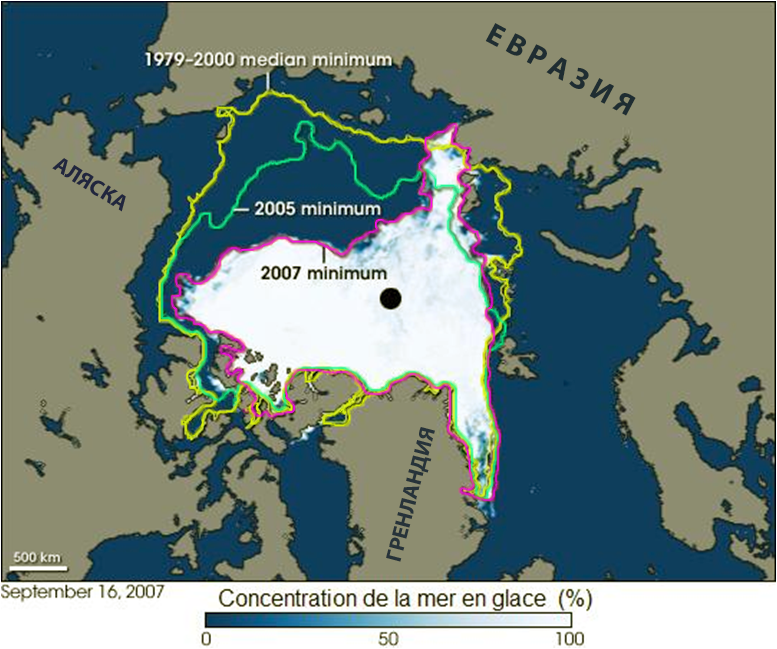 1979–2000 median minimum
ЕВРАЗИЯ
АЛЯСКА
2005 minimum
2007 minimum
ГРЕНЛАНДИЯ
500 km
September 16, 2007
Concentration de la mer en glace (%)
0 50 100